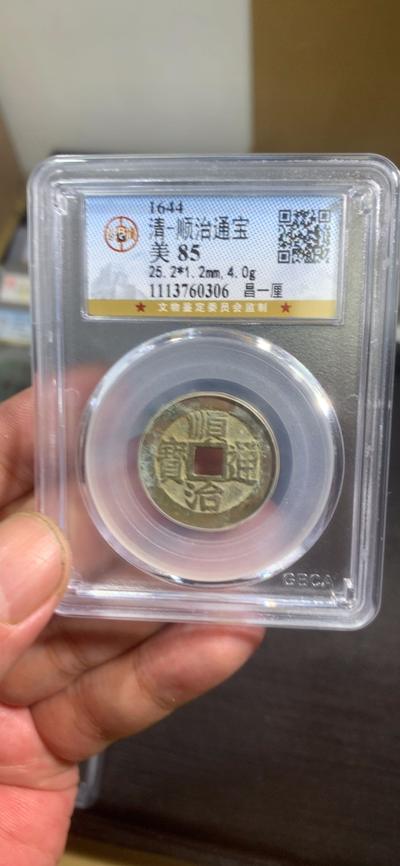 1644
清-顺治通宝
美 85
25.2*1.2mm,4.0g
1113760306 昌一厘
文物鉴定委员会监制
順治通寶
GBCA